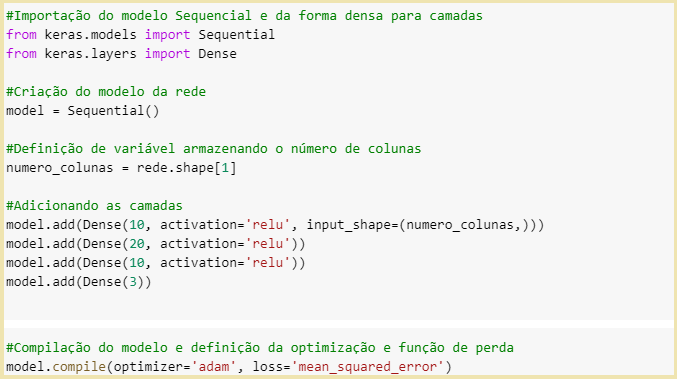 #Importação do modelo Sequencial e da forma densa para camadas
from keras.models import Sequential
from keras.layers import Dense
#Criação do modelo da rede
model = Sequential()
#Definição de variável armazenando o número de colunas
numero_colunas = rede.shape[1]
#Adicionando as camadas
model.add(Dense(10, activation='relu', input_shape=(numero_colunas,)))
model.add(Dense(20, activation='relu'))
model.add(Dense(10, activation='relu'))
model.add(Dense(3))
#Compilação do modelo e definição da optimização e função de perda
model.compile(optimizer='adam', loss='mean_squared_error')